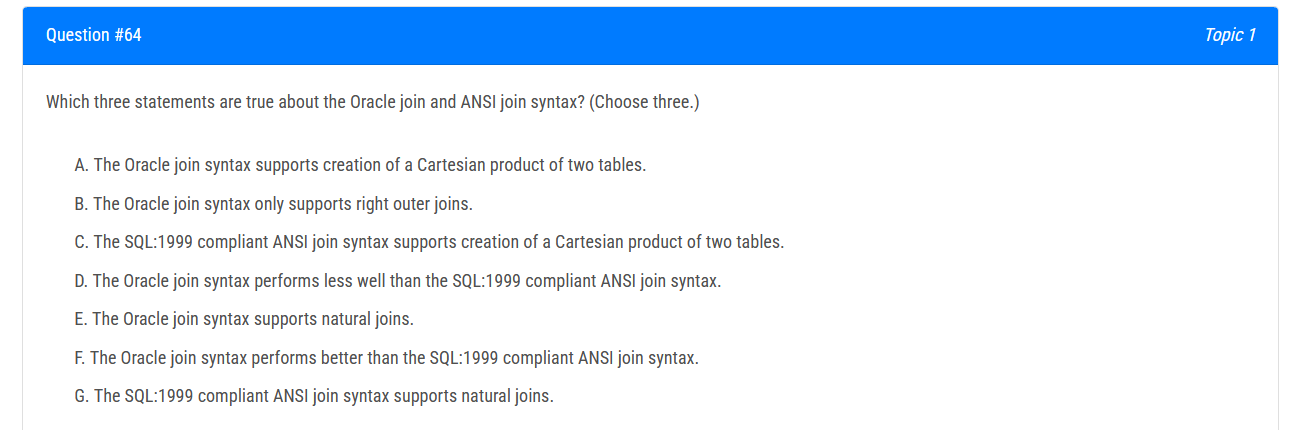 Question #64
Topic 1
Which three statements are true about the Oracle join and ANSI join syntax? (Choose three.)
A. The Oracle join syntax supports creation of a Cartesian product of two tables.
B. The Oracle join syntax only supports right outer joins.
C. The SQL:1999 compliant ANSI join syntax supports creation of a Cartesian product of two tables.
D. The Oracle join syntax performs less well than the SQL:1999 compliant ANSI join syntax.
E. The Oracle join syntax supports natural joins.
F. The Oracle join syntax performs better than the SQL:1999 compliant ANSI join syntax.
G. The SQL:1999 compliant ANSI join syntax supports natural joins.